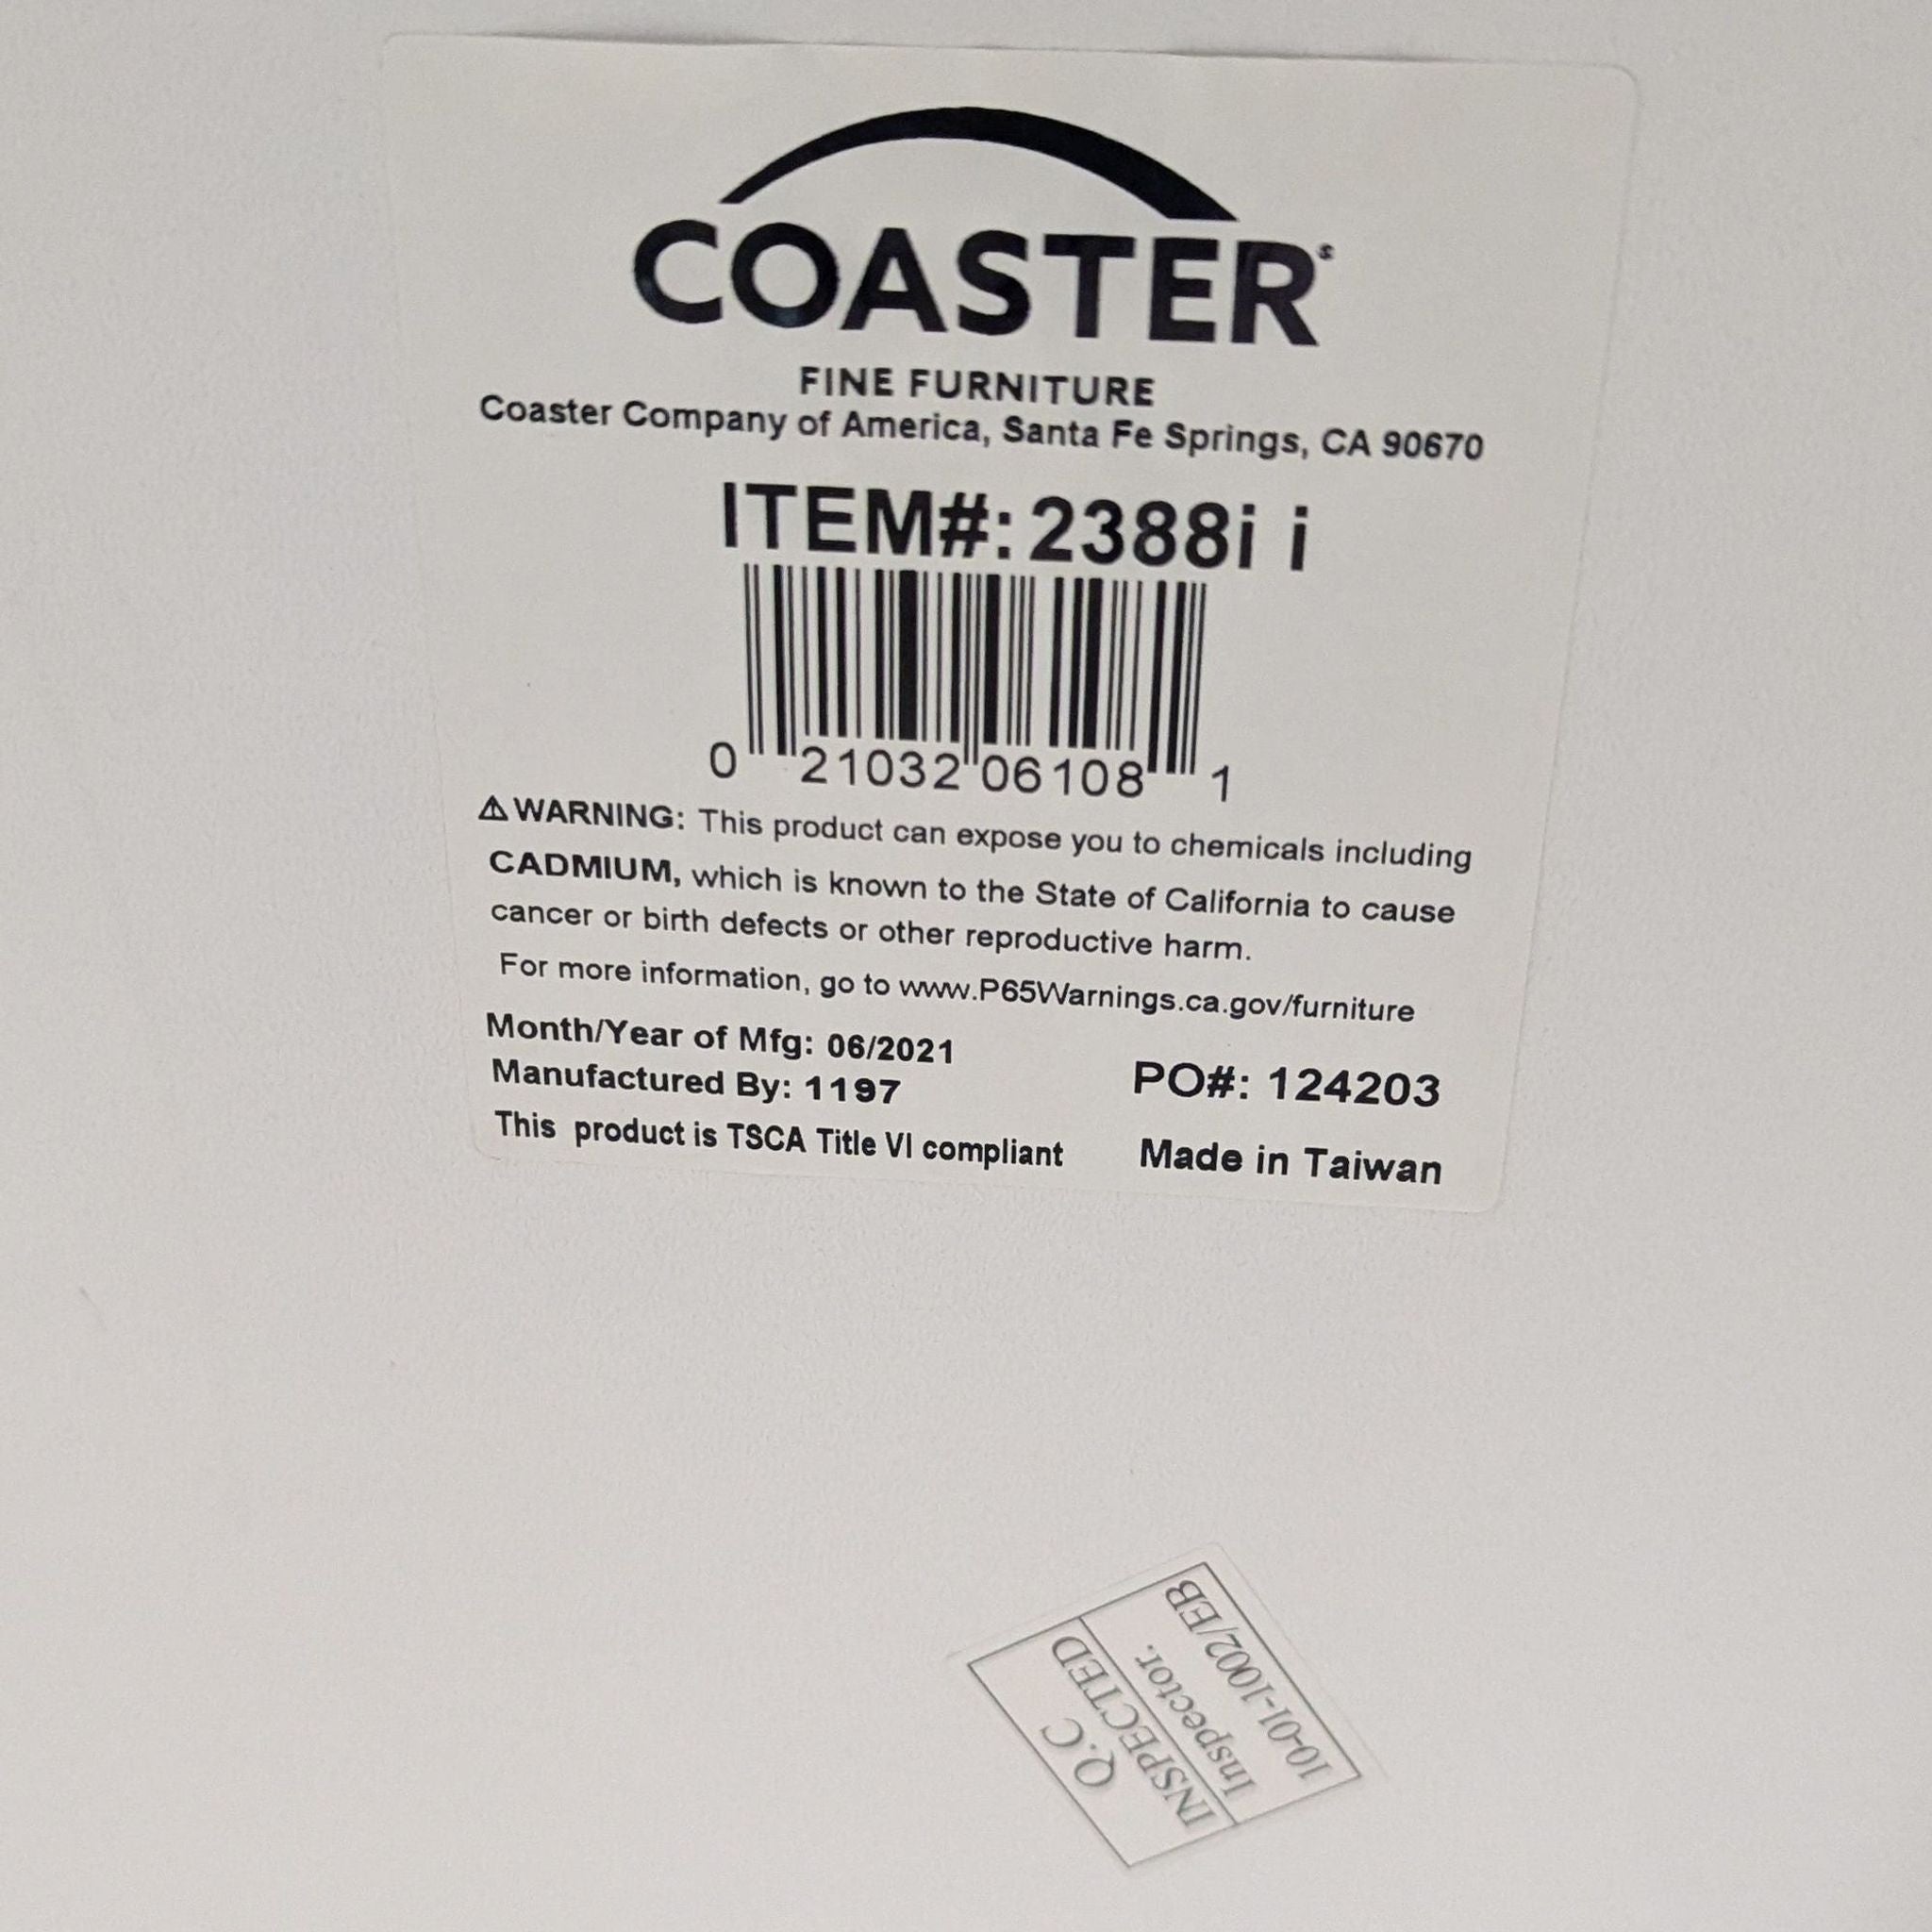 COASTER®
FINE FURNITURE
Coaster Company of America, Santa Fe Springs, CA 90670
ITEM#: 2388i i
0 21032 06108 1
⚠ WARNING: This product can expose you to chemicals including
CADMIUM, which is known to the State of California to cause
cancer or birth defects or other reproductive harm.
For more information, go to www.P65Warnings.ca.gov/furniture
Month/Year of Mfg: 06/2021
Manufactured By: 1197
PO#: 124203
This product is TSCA Title VI compliant
Made in Taiwan
Q.C
INSPECTED
Inspector.
10-01-1002/EB